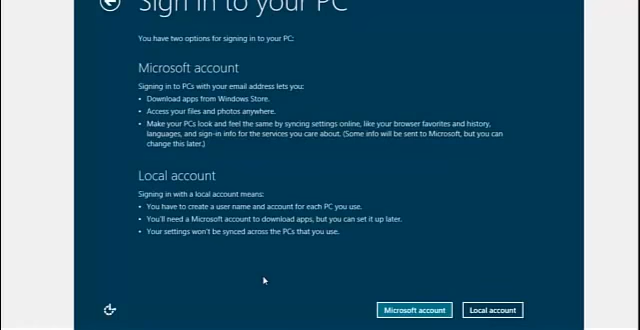 Sign in to your PC
You have two options for signing in to your PC:
Microsoft account
Signing in to PCs with your email address lets you:
• Download apps from Windows Store.
• Access your files and photos anywhere.
• Make your PCs look and feel the same by syncing settings online, like your browser favorites and history,
languages, and sign-in info for the services you care about. (Some info will be sent to Microsoft, but you can
change this later.)
Local account
Signing in with a local account means:
• You have to create a user name and account for each PC you use.
• You'll need a Microsoft account to download apps, but you can set it up later.
• Your settings won't be synced across the PCs that you use.
Microsoft account
Local account